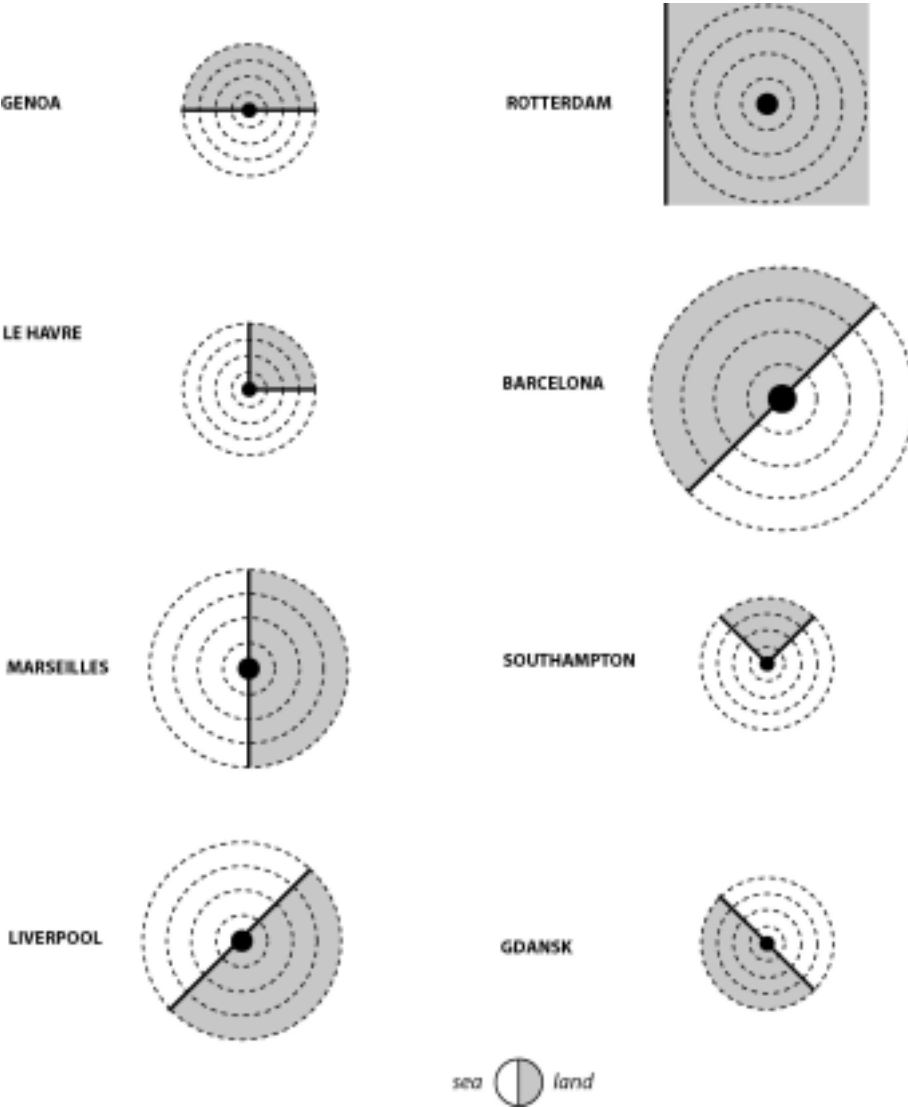 GENOA
ROTTERDAM
LE HAVRE
BARCELONA
MARSEILLES
SOUTHAMPTON
LIVERPOOL
GDANSK
sea land